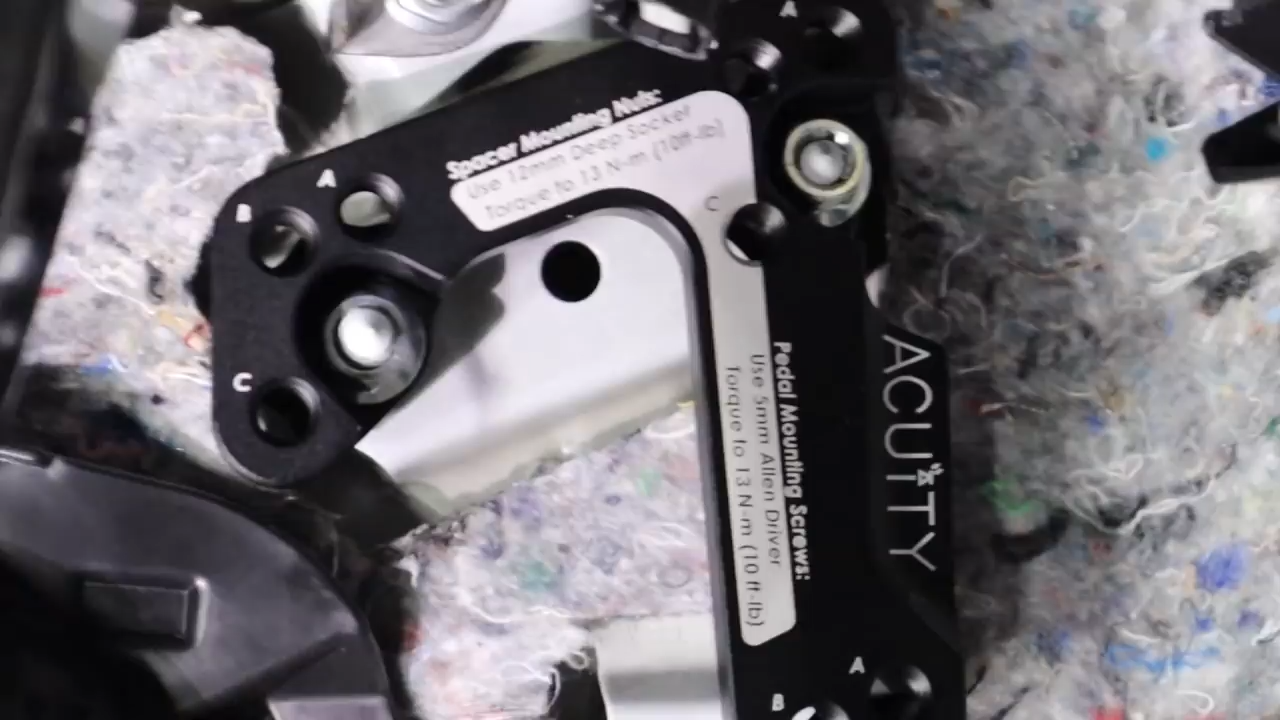 A
Spacer Mounting Nuts:
Use 12mm Deep Socket
Torque to 13 N-m (10ft-lb)
A
B
C
C
Pedal Mounting Screws:
Use 5mm Allen Driver
Torque to 13 N-m (10 ft-lb)
ACUITY
A
B